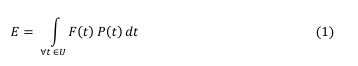 E = ∫ F(t) P(t) dt (1)
∀t ∈U